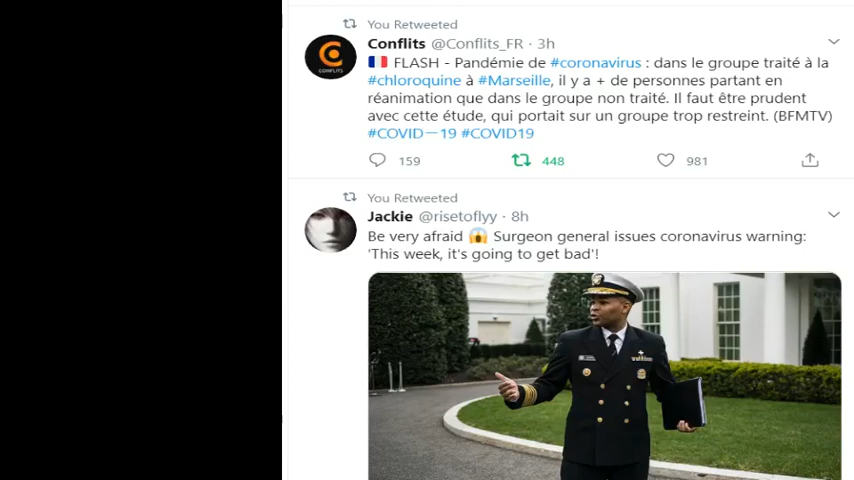 You Retweeted
Conflits @Conflits_FR · 3h
🇫🇷 FLASH - Pandémie de #coronavirus : dans le groupe traité à la
#chloroquine à #Marseille, il y a + de personnes partant en
réanimation que dans le groupe non traité. Il faut être prudent
avec cette étude, qui portait sur un groupe trop restreint. (BFMTV)
#COVID—19 #COVID19
CONFLITS
159 448 981
You Retweeted
Jackie @risetoflyy · 8h
Be very afraid 😱 Surgeon general issues coronavirus warning:
'This week, it's going to get bad'!